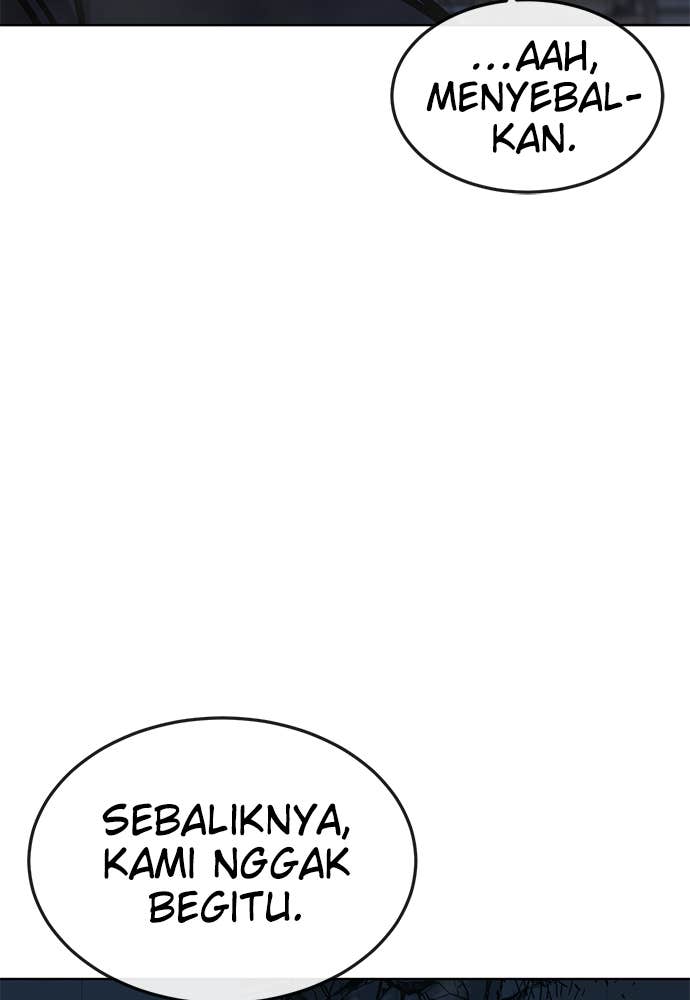 ...AAH,
MENYEBAL-
KAN.
SEBALIKNYA,
KAMI NGGAK
BEGITU.